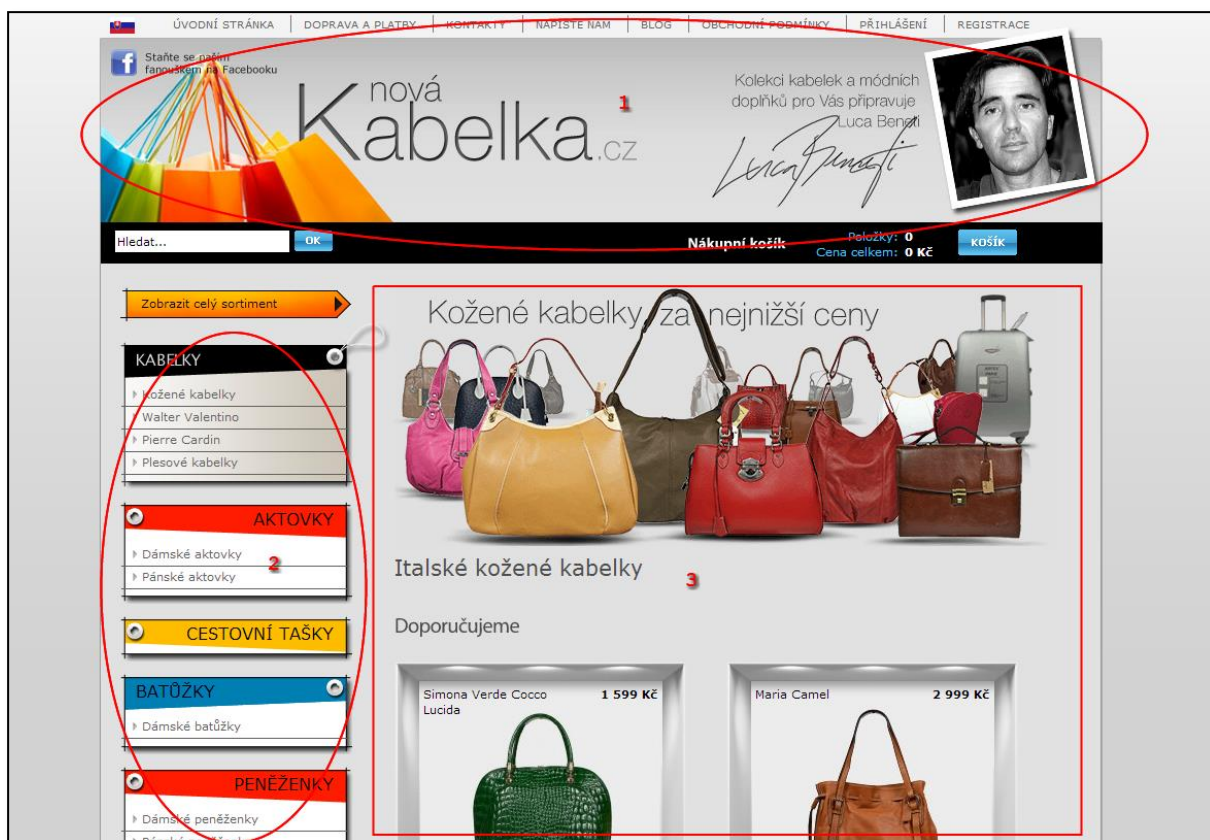 ÚVODNÍ STRÁNKA DOPRAVA A PLATBY KONTAKTY NAPIŠTE NÁM BLOG OBCHODNÍ PODMÍNKY PŘIHLÁŠENÍ REGISTRACE
f
Staňte se naším
fanouškem na Facebooku
nová
Kabelka.cz
1
Kolekci kabelek a módních
doplňků pro Vás připravuje
Luca Beneti
Luca Beneti
Hledat...
OK
Nákupní košík
Položky: 0
Cena celkem: 0 Kč
KOŠÍK
Zobrazit celý sortiment
KABELKY
Kožené kabelky
Walter Valentino
Pierre Cardin
Plesové kabelky
AKTOVKY
Dámské aktovky
2
Pánské aktovky
CESTOVNÍ TAŠKY
BATŮŽKY
Dámské batůžky
PENĚŽENKY
Dámské peněženky
Kožené kabelky za nejnižší ceny
Italské kožené kabelky
3
Doporučujeme
Simona Verde Cocco 1 599 Kč
Lucida
Maria Camel 2 999 Kč